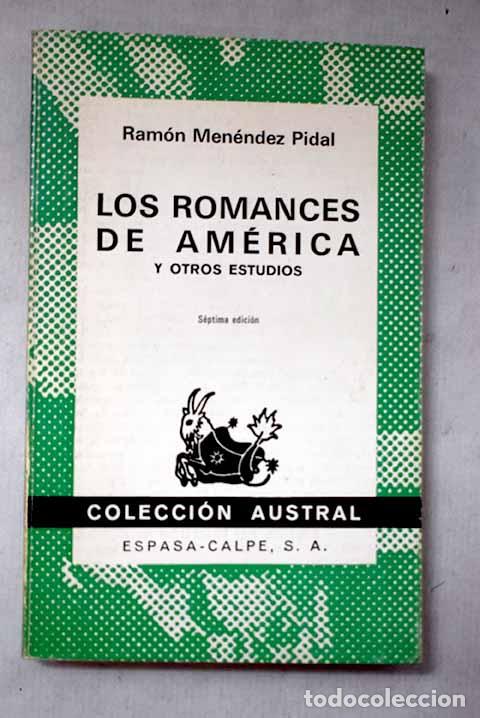 Ramón Menéndez Pidal
LOS ROMANCES
DE AMÉRICA
Y OTROS ESTUDIOS
Séptima edición
COLECCIÓN AUSTRAL
ESPASA-CALPE, S. A.
todocoleccion